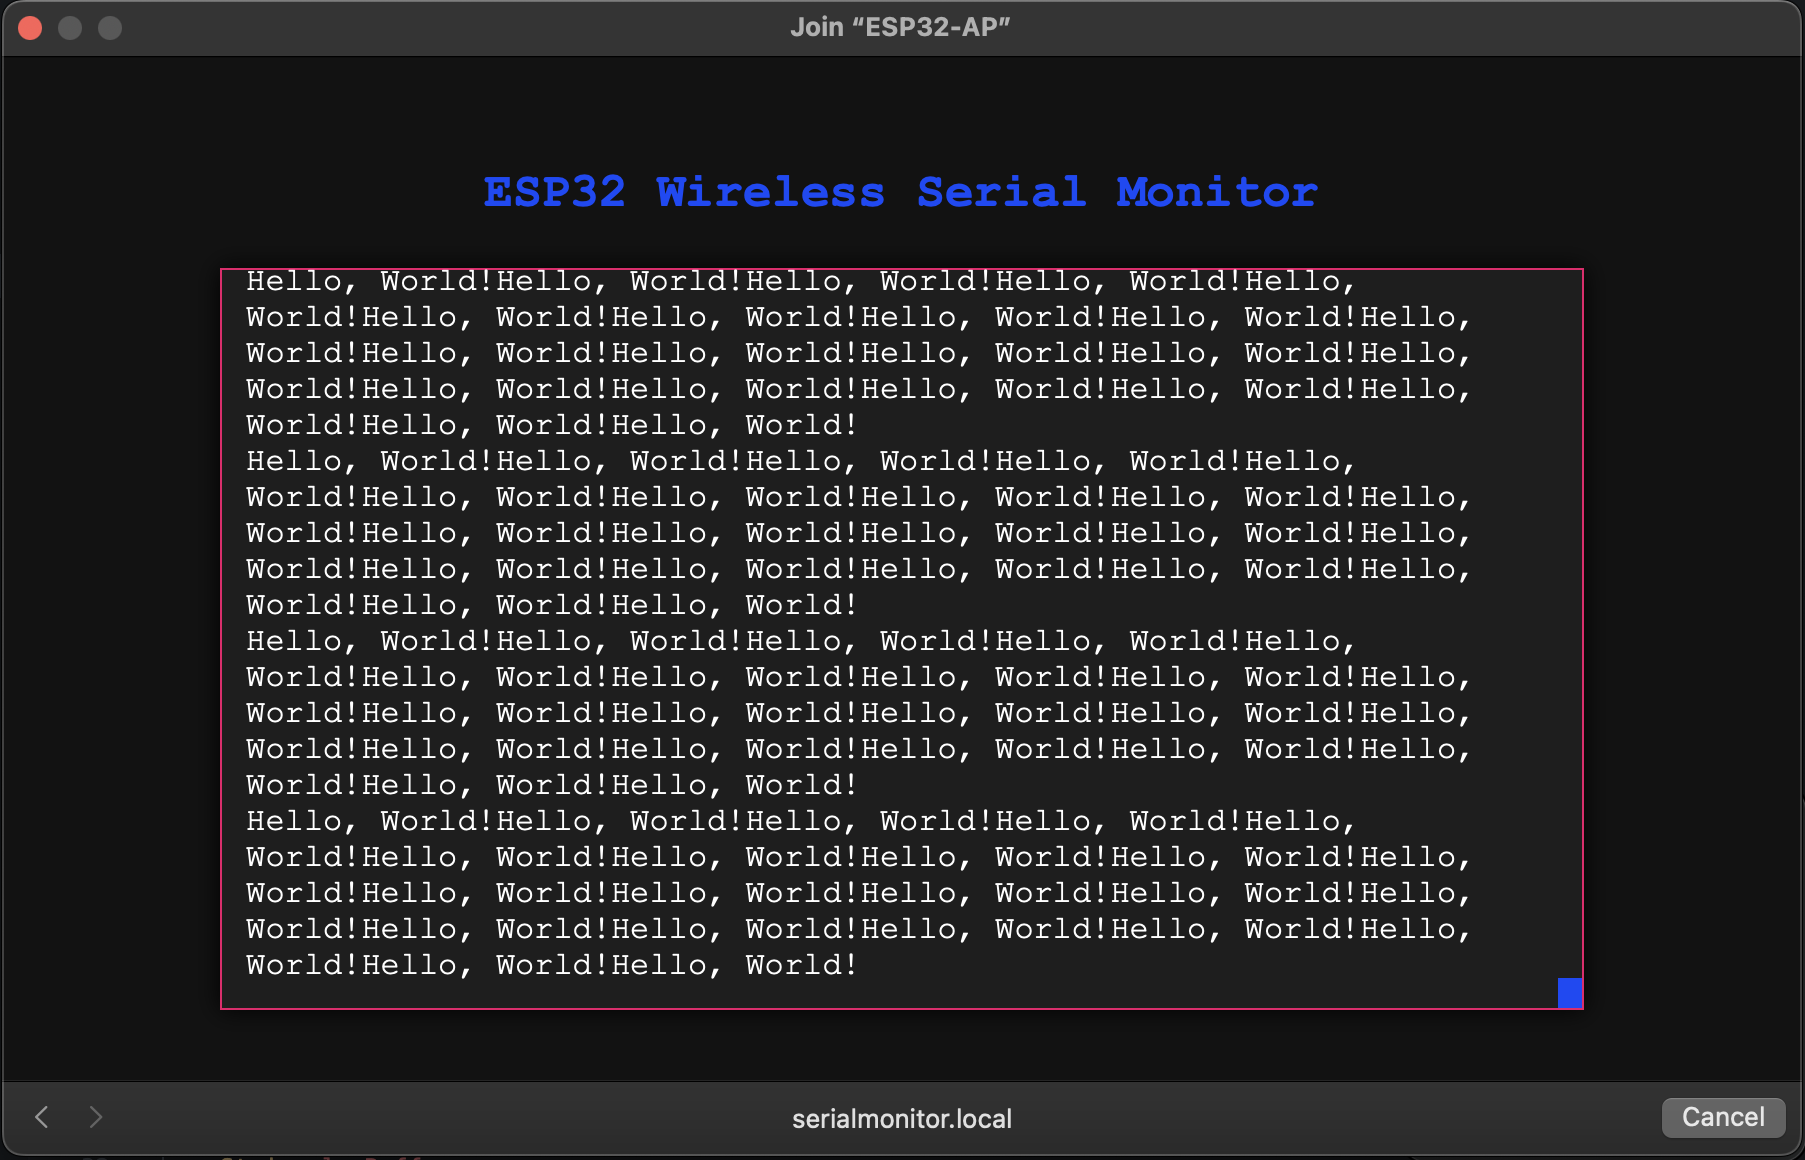 Join “ESP32-AP”
ESP32 Wireless Serial Monitor
Hello, World!Hello, World!Hello, World!Hello, World!Hello,
World!Hello, World!Hello, World!Hello, World!Hello, World!Hello,
World!Hello, World!Hello, World!Hello, World!Hello, World!Hello,
World!Hello, World!Hello, World!Hello, World!Hello, World!Hello,
World!Hello, World!Hello, World!
Hello, World!Hello, World!Hello, World!Hello, World!Hello,
World!Hello, World!Hello, World!Hello, World!Hello, World!Hello,
World!Hello, World!Hello, World!Hello, World!Hello, World!Hello,
World!Hello, World!Hello, World!Hello, World!Hello, World!Hello,
World!Hello, World!Hello, World!
Hello, World!Hello, World!Hello, World!Hello, World!Hello,
World!Hello, World!Hello, World!Hello, World!Hello, World!Hello,
World!Hello, World!Hello, World!Hello, World!Hello, World!Hello,
World!Hello, World!Hello, World!Hello, World!Hello, World!Hello,
World!Hello, World!Hello, World!
Hello, World!Hello, World!Hello, World!Hello, World!Hello,
World!Hello, World!Hello, World!Hello, World!Hello, World!Hello,
World!Hello, World!Hello, World!Hello, World!Hello, World!Hello,
World!Hello, World!Hello, World!Hello, World!Hello, World!Hello,
World!Hello, World!Hello, World!
serialmonitor.local
Cancel